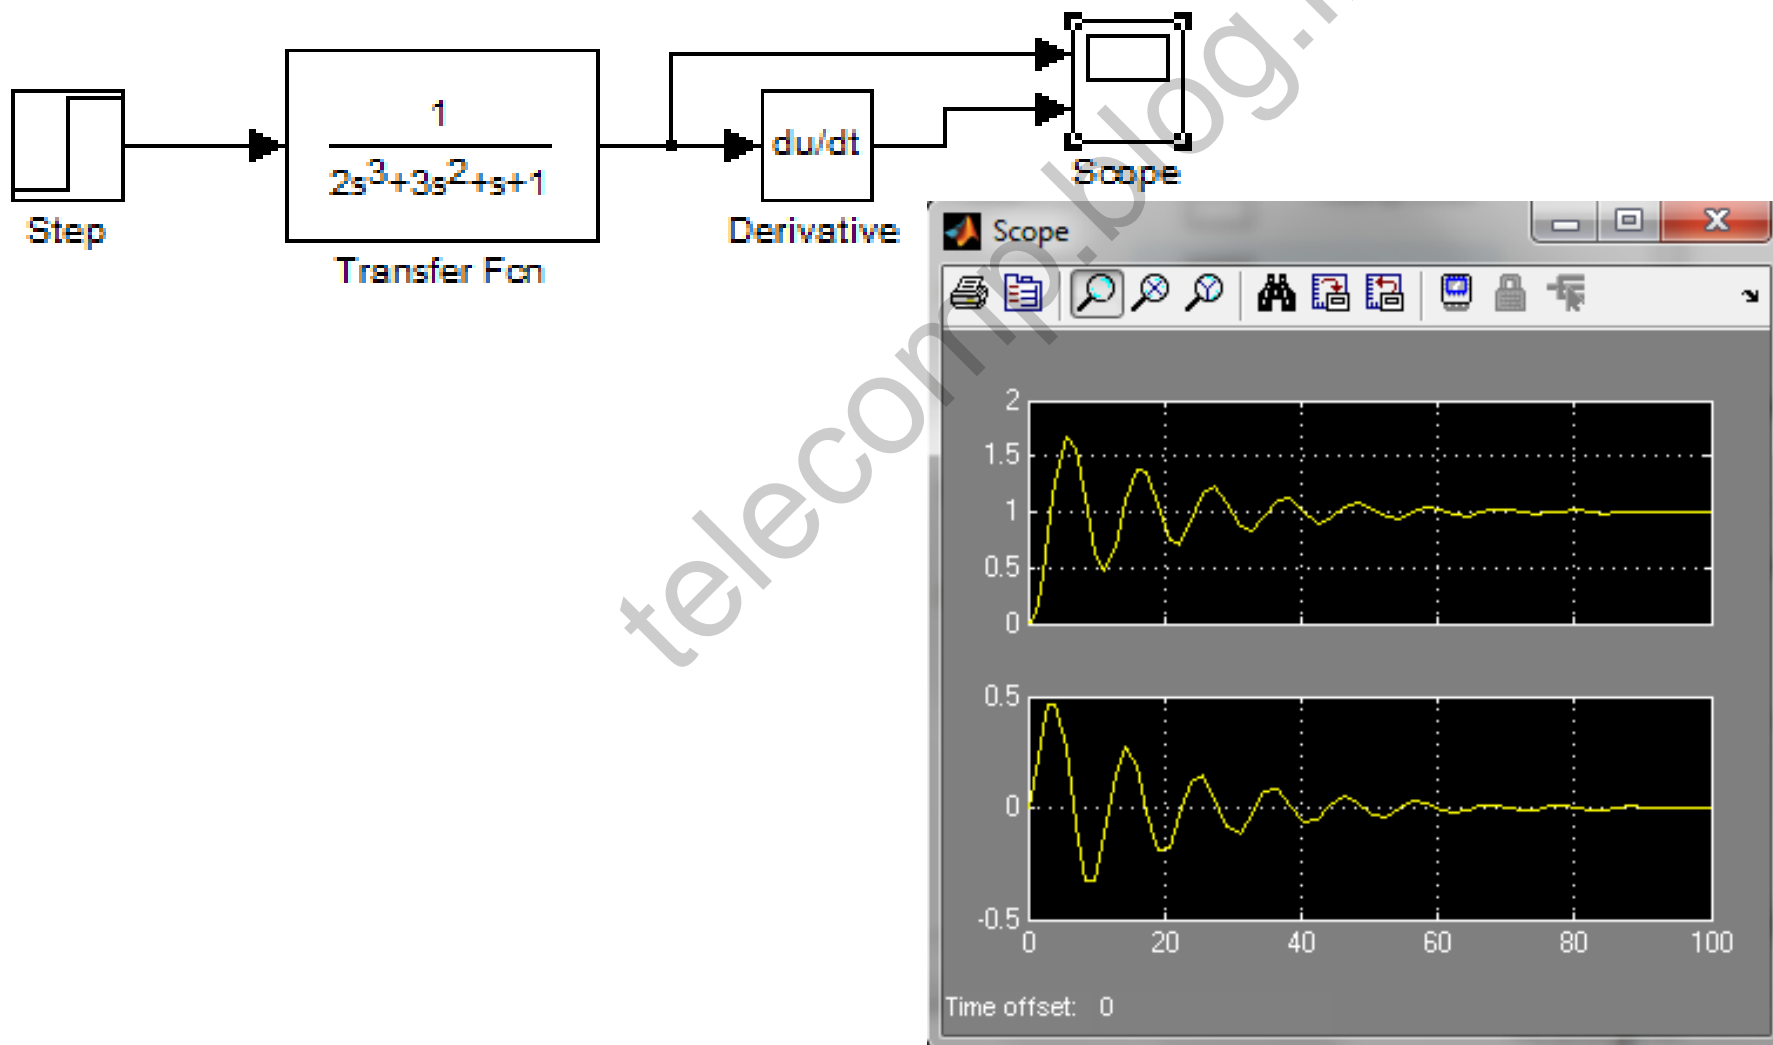 1
2s³+3s²+s+1
du/dt
Step
Transfer Fcn
Derivative
Scope
Scope
2
1.5
1
0.5
0
0.5
0
-0.5
0 20 40 60 80 100
Time offset: 0
telecomp.blog.